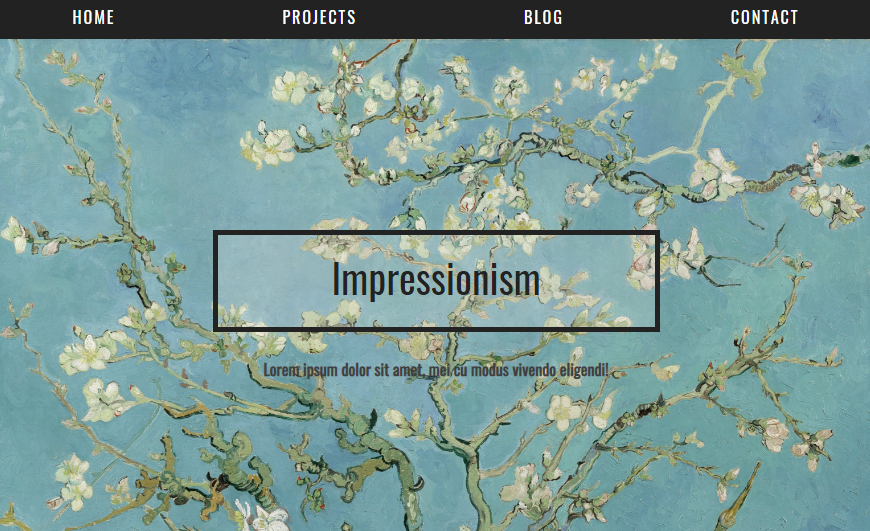 HOME PROJECTS BLOG CONTACT
Impressionism
Lorem ipsum dolor sit amet, mei cu modus vivendo eligendi!